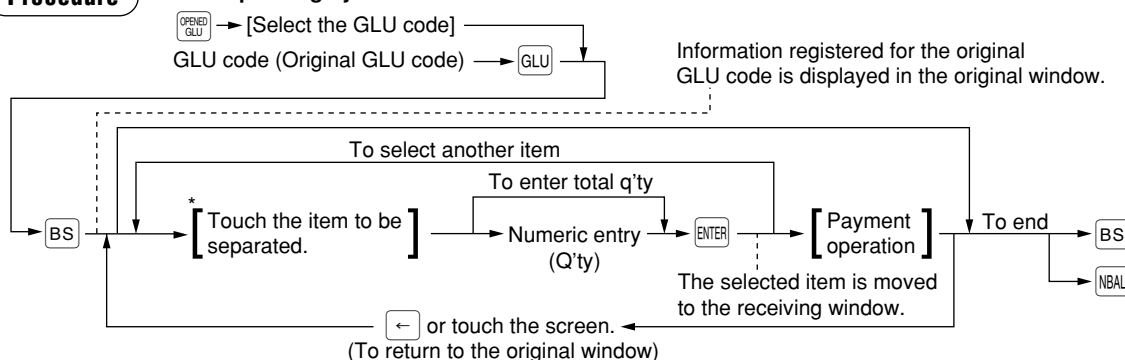 OPENED GLU
[Select the GLU code]
GLU code (Original GLU code)
GLU
Information registered for the original
GLU code is displayed in the original window.
To select another item
To enter total q'ty
BS
*
[Touch the item to be
separated.]
Numeric entry
(Q'ty)
ENTER
[Payment
operation]
To end
BS
NBAL
The selected item is moved
to the receiving window.
← or touch the screen.
(To return to the original window)